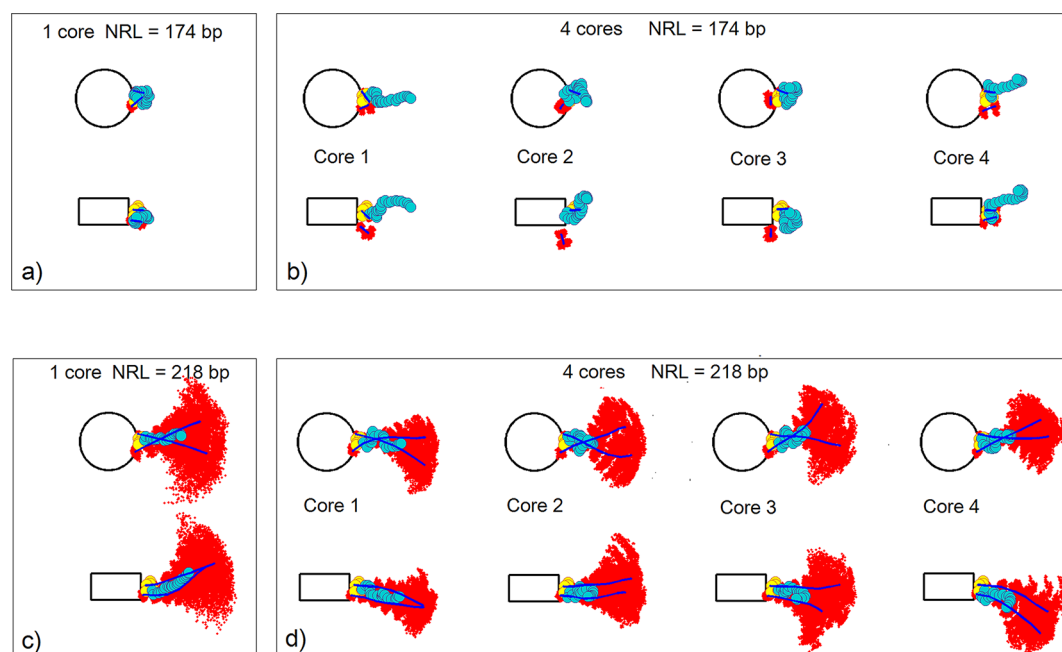 1 core NRL = 174 bp
4 cores NRL = 174 bp
Core 1
Core 2
Core 3
Core 4
a)
b)
1 core NRL = 218 bp
4 cores NRL = 218 bp
Core 1
Core 2
Core 3
Core 4
c)
d)